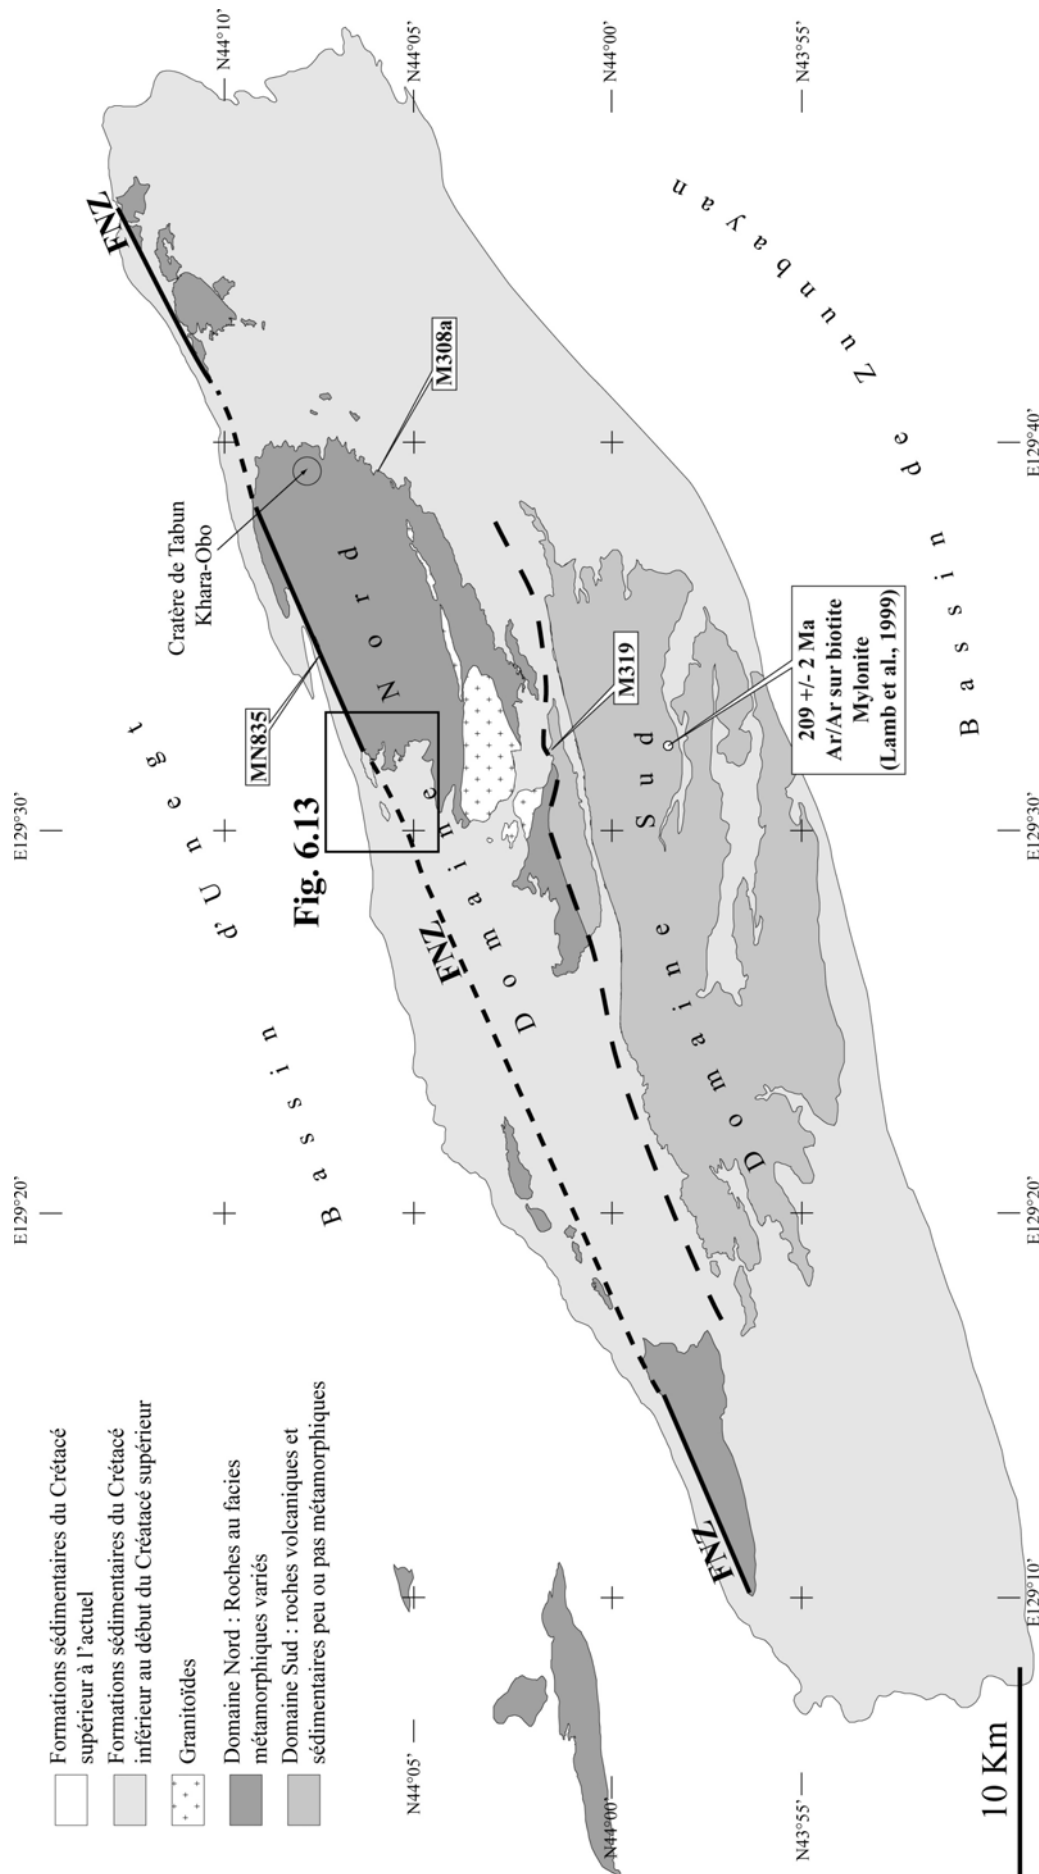 Formations sédimentaires du Crétacé
supérieur à l'actuel
Formations sédimentaires du Crétacé
inférieur au début du Créatacé supérieur
Granitoïdes
Domaine Nord : Roches au facies
métamorphiques variés
Domaine Sud : roches volcaniques et
sédimentaires peu ou pas métamorphiques
E129°20'
E129°30'
N44°10'
N44°05'
N44°00'
N43°55'
Bassin d'Unegt
FNZ
FNZ
FNZ
Cratère de Tabun
Khara-Obo
MN835
M308a
Fig. 6.13
M319
Domaine Nord
Domaine Sud
209 +/- 2 Ma
Ar/Ar sur biotite
Mylonite
(Lamb et al., 1999)
Bassin de Zuunbayan
N44°05'
N44°00'
N43°55'
10 Km
E129°10'
E129°20'
E129°30'
E129°40'